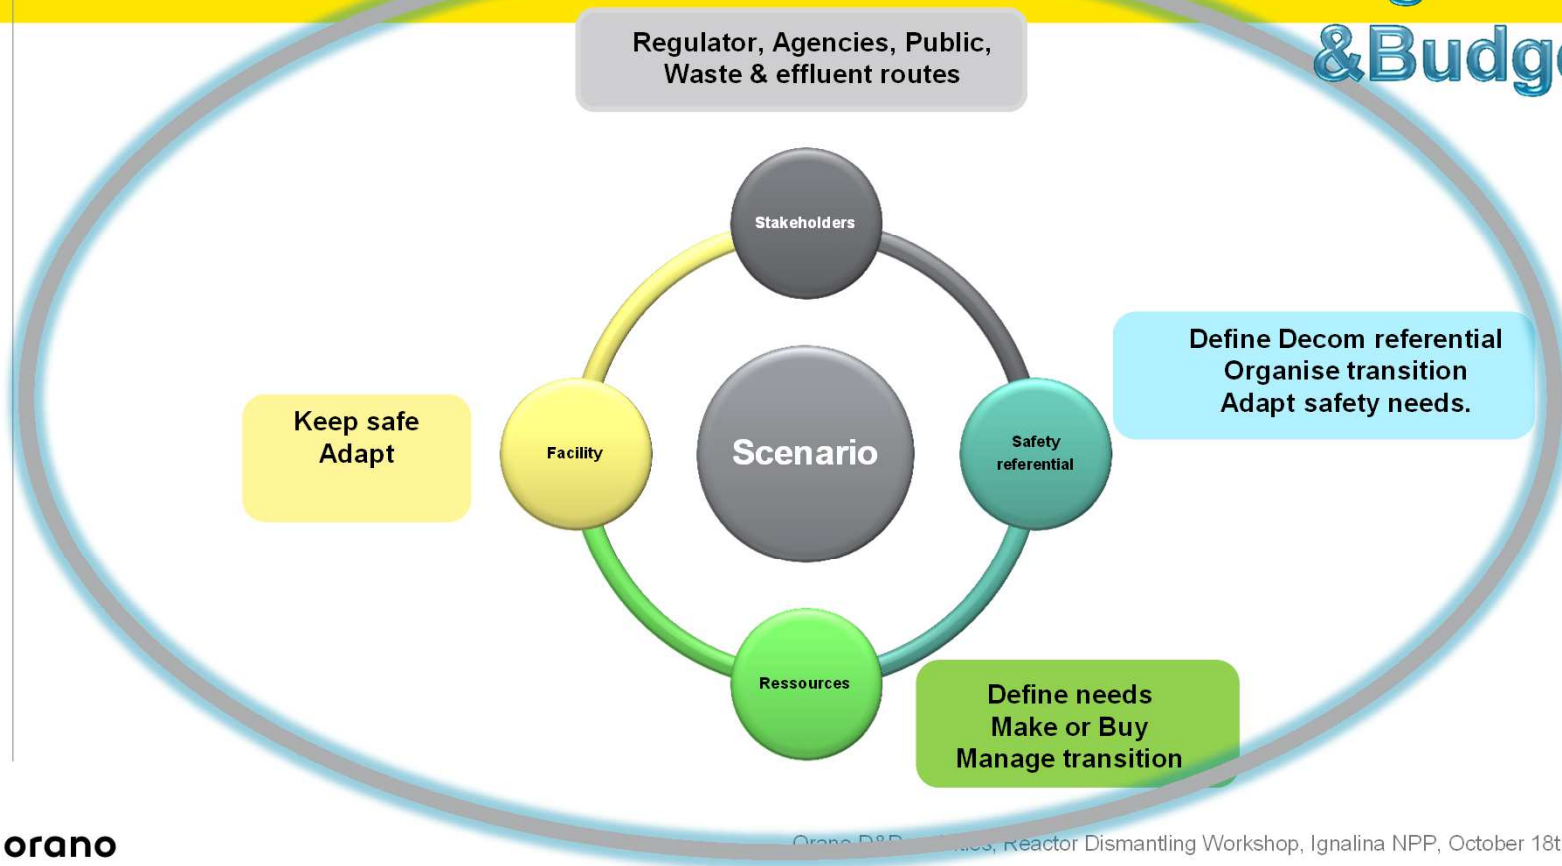 &Budg
Regulator, Agencies, Public,
Waste & effluent routes
Stakeholders
Define Decom referential
Organise transition
Adapt safety needs.
Keep safe
Adapt
Facility
Scenario
Safety
referential
Ressources
Define needs
Make or Buy
Manage transition
orano
Orano D&D Reactor Dismantling Workshop, Ignalina NPP, October 18t